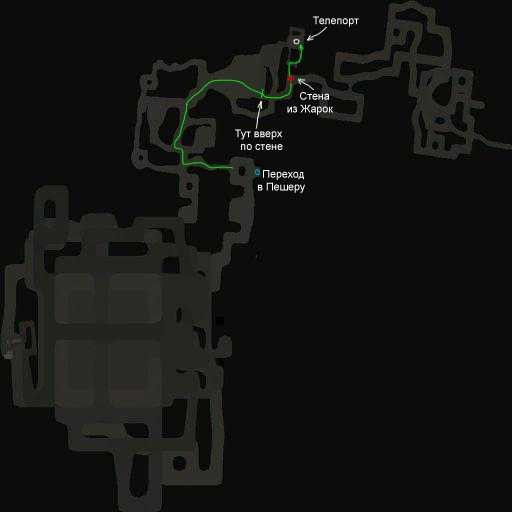 Телепорт
Стена
из Жарок
Тут вверх
по стене
Переход
в Пешеру